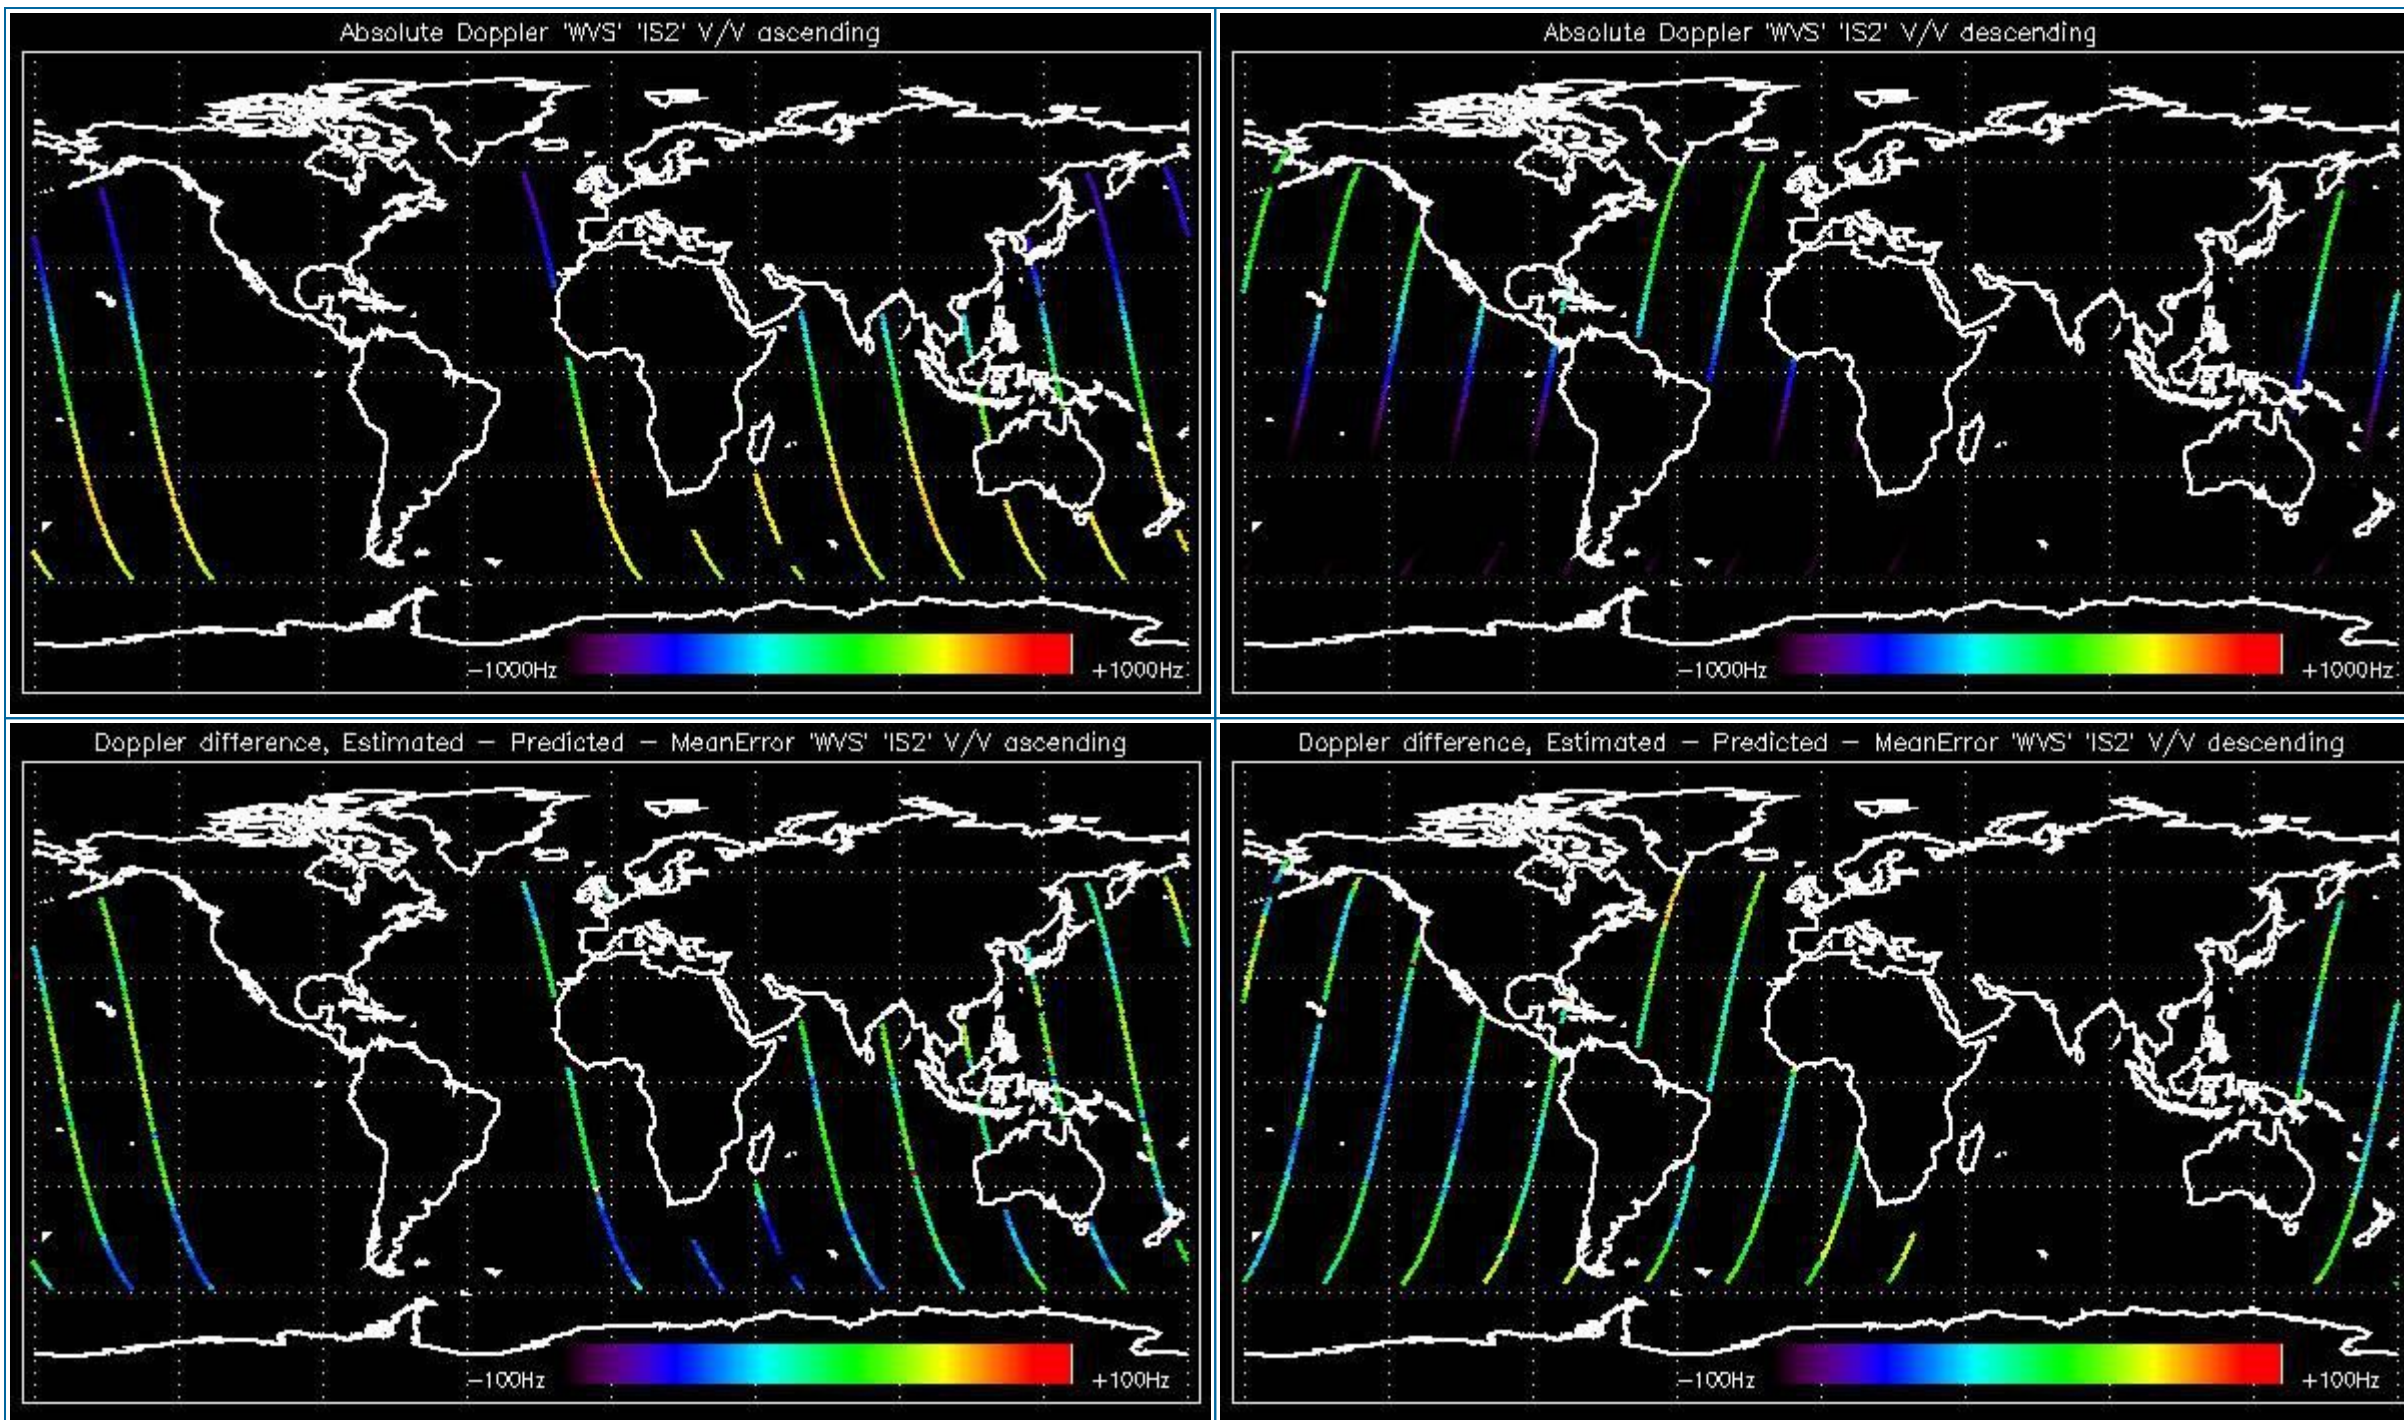 Absolute Doppler 'WVS' 'IS2' V/V ascending
−1000Hz
+1000Hz
Absolute Doppler 'WVS' 'IS2' V/V descending
−1000Hz
+1000Hz
Doppler difference, Estimated − Predicted − MeanError 'WVS' 'IS2' V/V ascending
−100Hz
+100Hz
Doppler difference, Estimated − Predicted − MeanError 'WVS' 'IS2' V/V descending
−100Hz
+100Hz